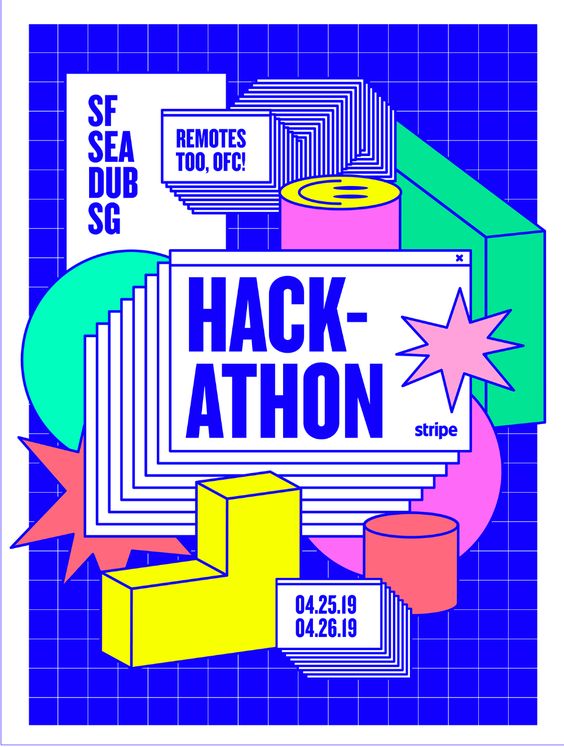 SF
SEA
DUB
SG
REMOTES
TOO, OFC!
HACK-
ATHON
stripe
04.25.19
04.26.19